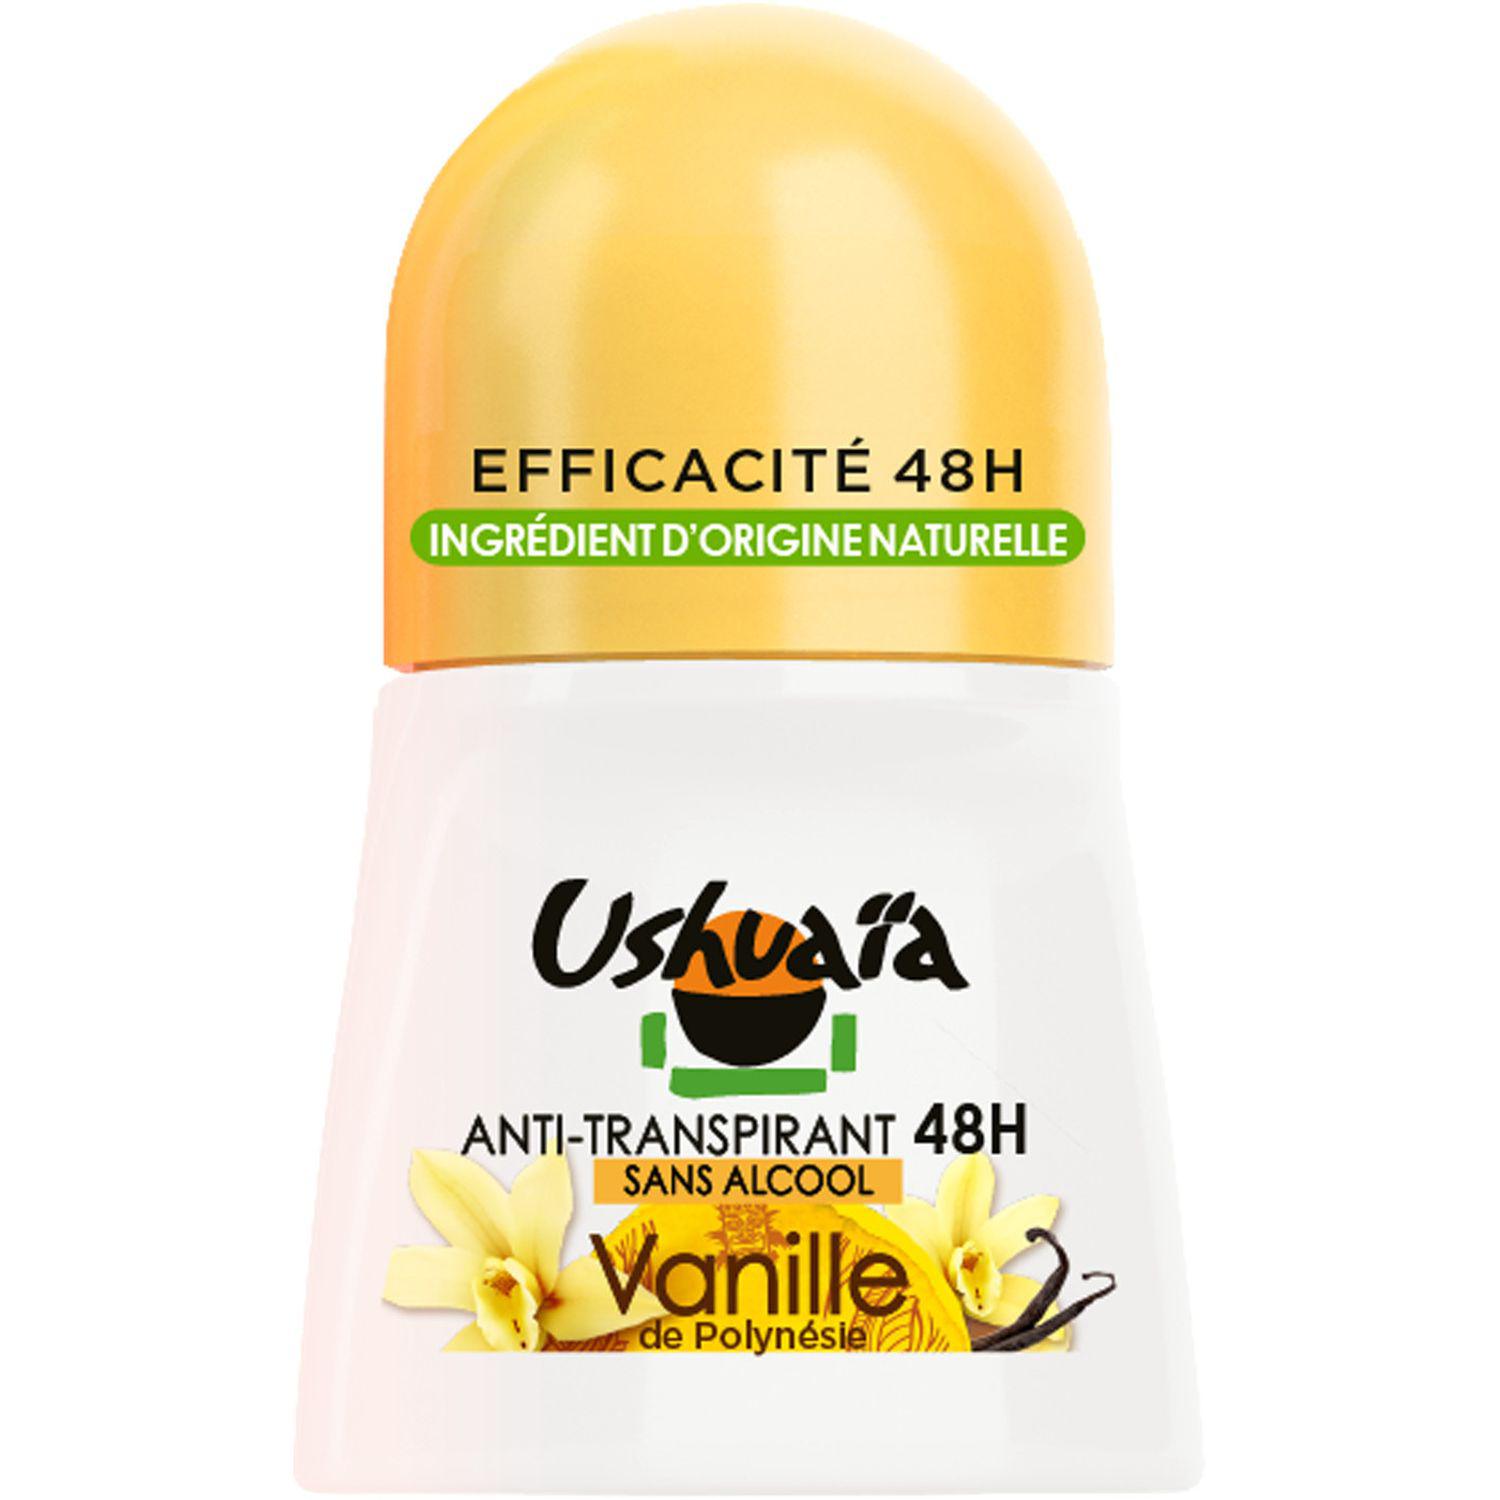 EFFICACITÉ 48H
INGRÉDIENT D'ORIGINE NATURELLE
Ushuaïa
ANTI-TRANSPIRANT 48H
SANS ALCOOL
Vanille
de Polynésie